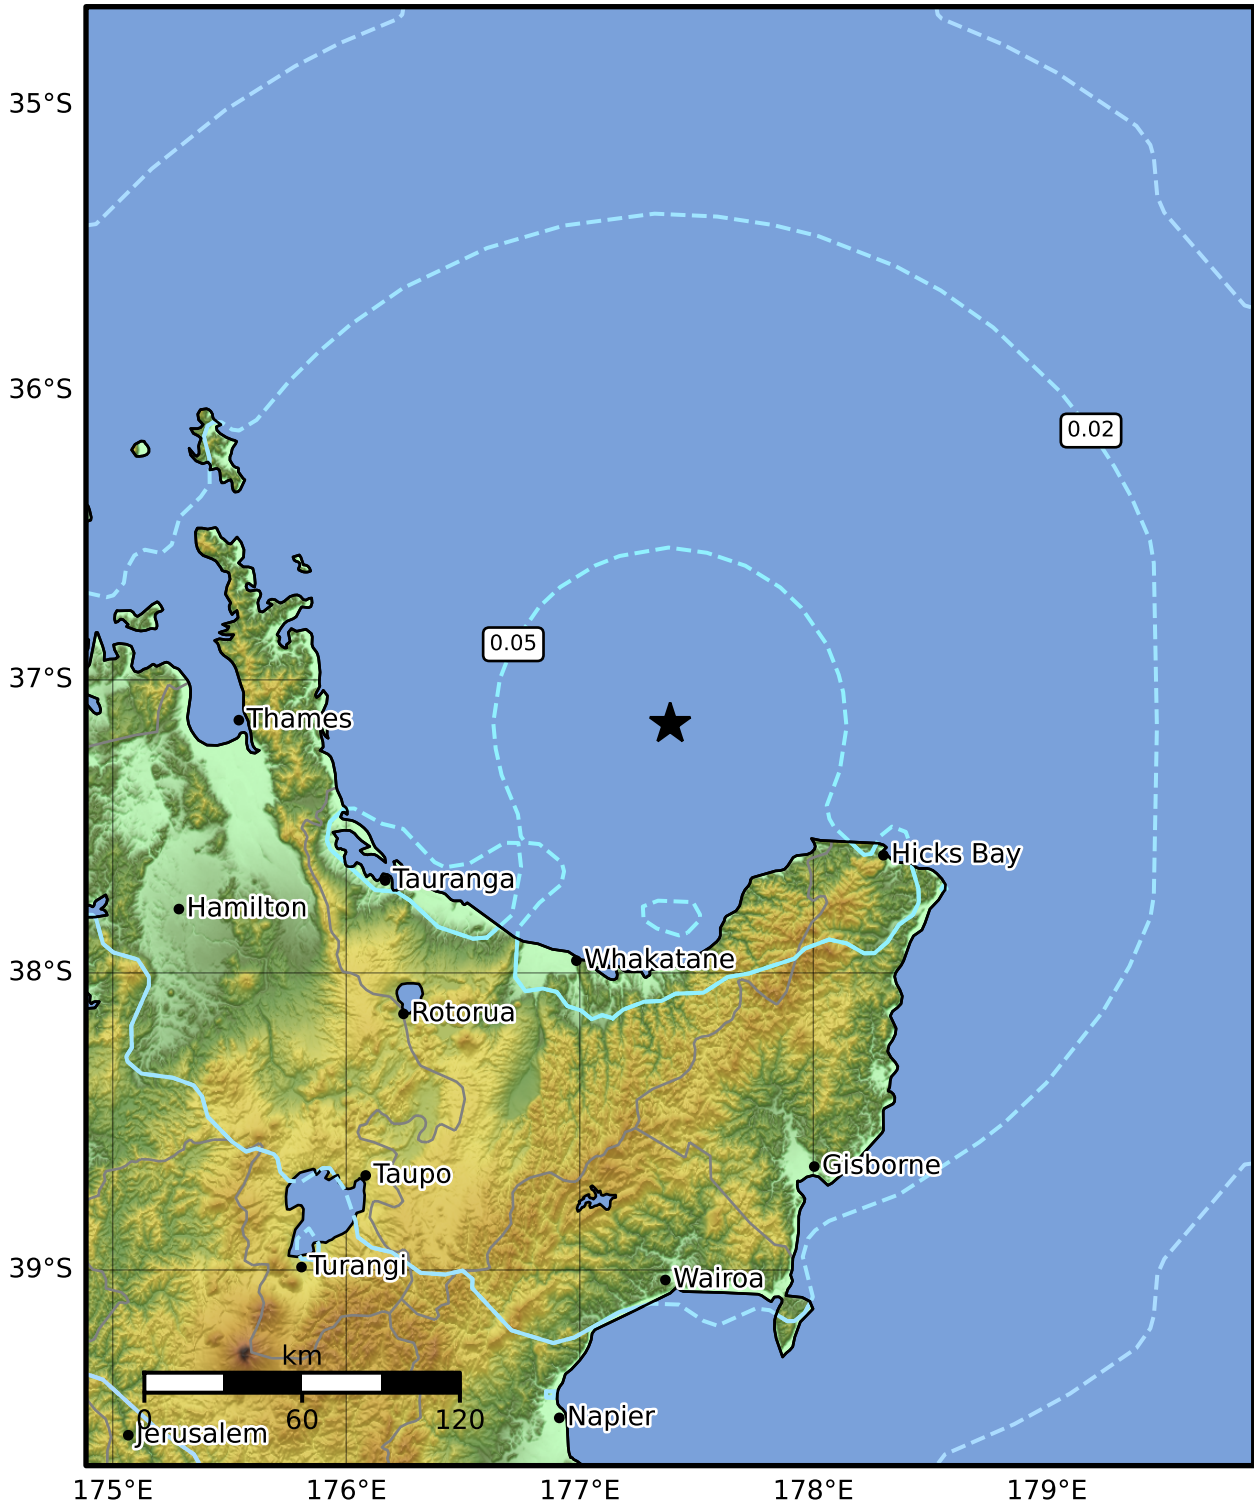 35°S
36°S
0.02
0.05
37°S
Thames
Hicks Bay
Tauranga
Hamilton
Whakatane
38°S
Rotorua
Gisborne
Taupo
39°S
Turangi
Wairoa
km
0 60 120
Napier
Jerusalem
175°E 176°E 177°E 178°E 179°E